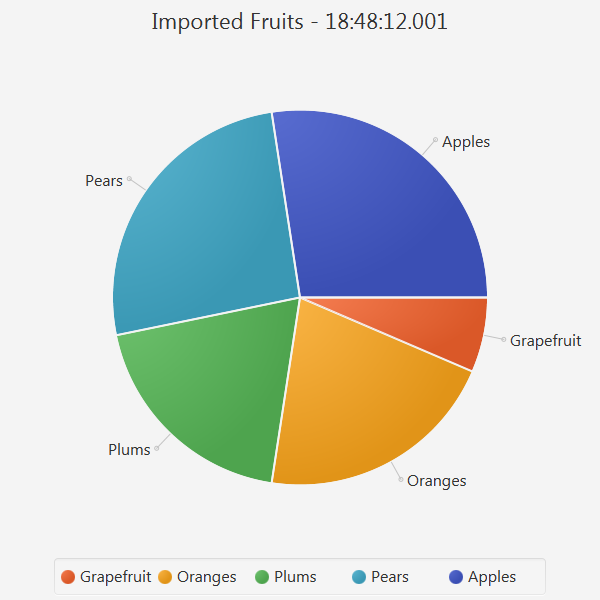 Imported Fruits - 18:48:12.001
Apples
Pears
Grapefruit
Plums
Oranges
Grapefruit Oranges Plums Pears Apples